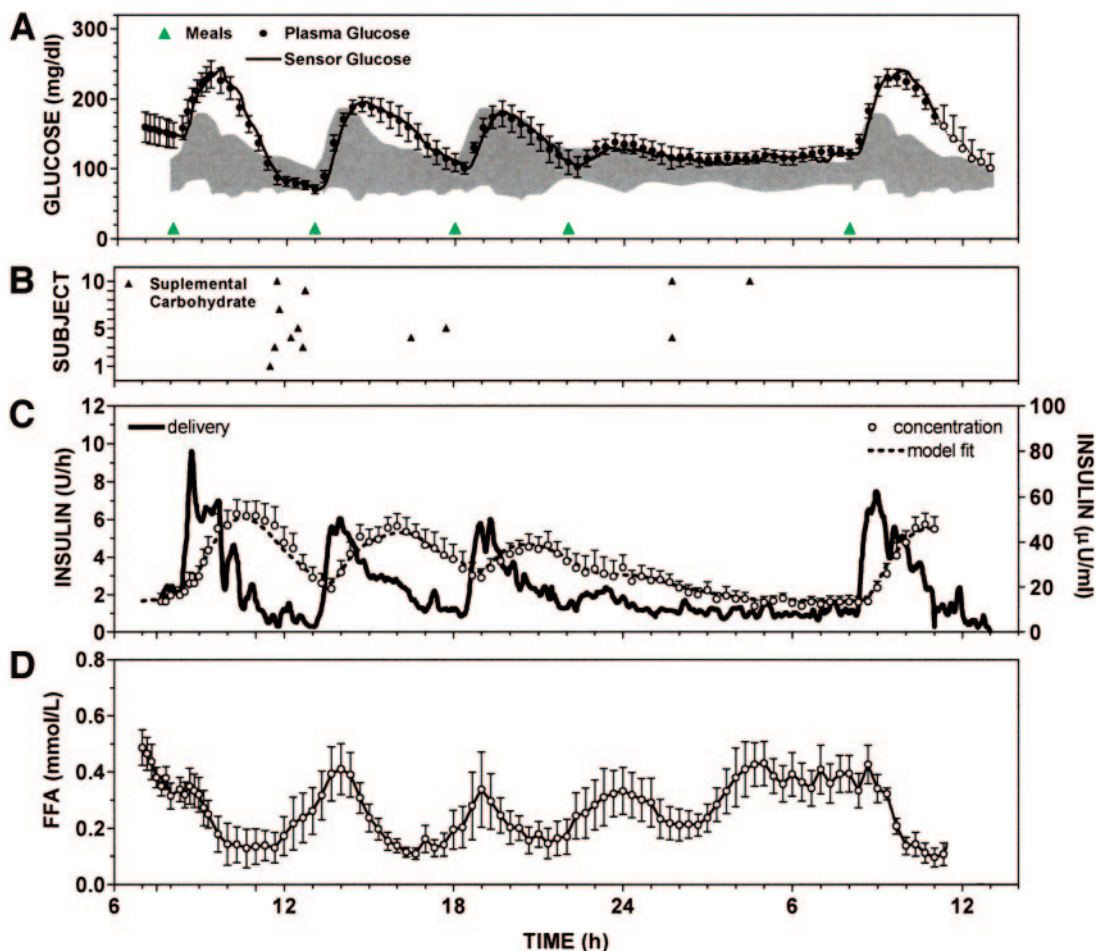 A
GLUCOSE (mg/dl)
300
200
100
0
Meals
Plasma Glucose
Sensor Glucose
B
SUBJECT
10
5
1
Suplemental
Carbohydrate
C
INSULIN (U/h)
12
10
8
6
4
2
0
delivery
concentration
model fit
100
80
60
40
20
0
INSULIN (μ U/ml)
D
FFA (mmol/L)
0.8
0.6
0.4
0.2
0.0
6 12 18 24 6 12
TIME (h)